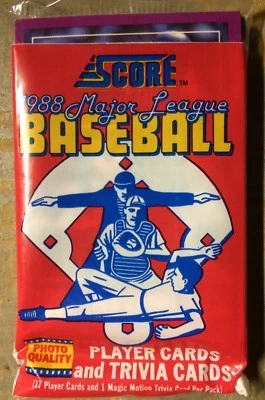 SCORE™
1988 Major League
BASEBALL
PHOTO
QUALITY
PLAYER CARDS
and TRIVIA CARDS
(17 Player Cards and 1 Magic Motion Trivia Card Per Pack)